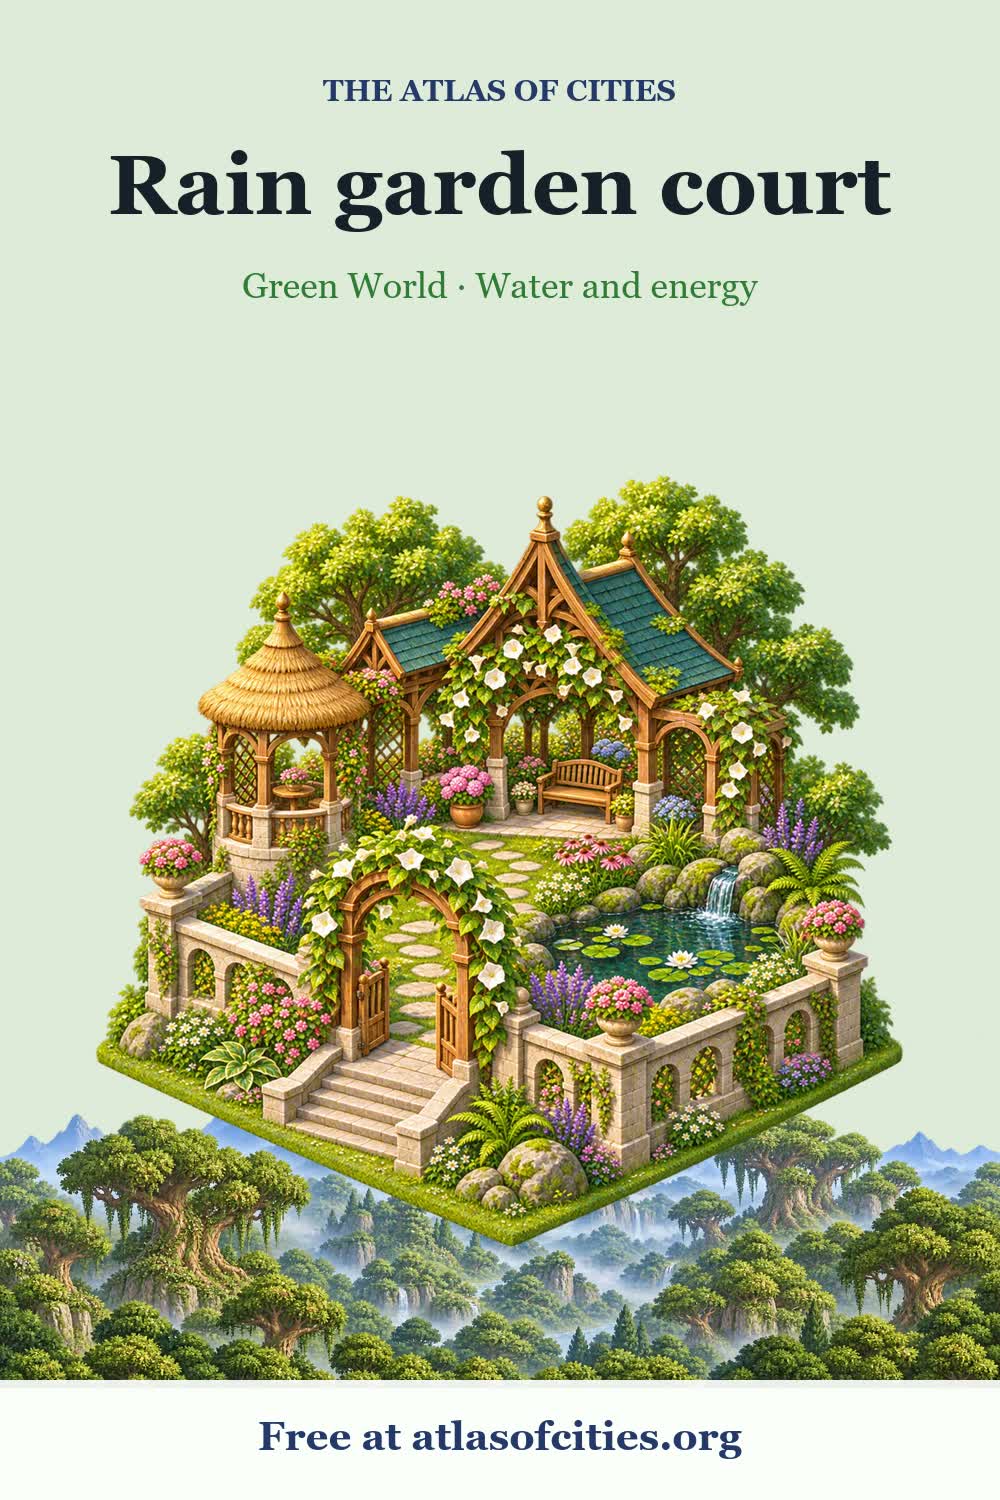 THE ATLAS OF CITIES
Rain garden court
Green World · Water and energy
Free at atlasofcities.org